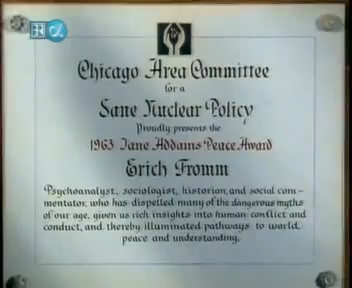 Chicago Area Committee
for a
Sane Nuclear Policy
Proudly presents the
1963 Jane Addams Peace Award
Erich Fromm
Psychoanalyst, sociologist, historian, and social com-
mentator, who has dispelled many of the dangerous myths
of our age, given us rich insights into human conflict and
conduct, and thereby illuminated pathways to world
peace and understanding.